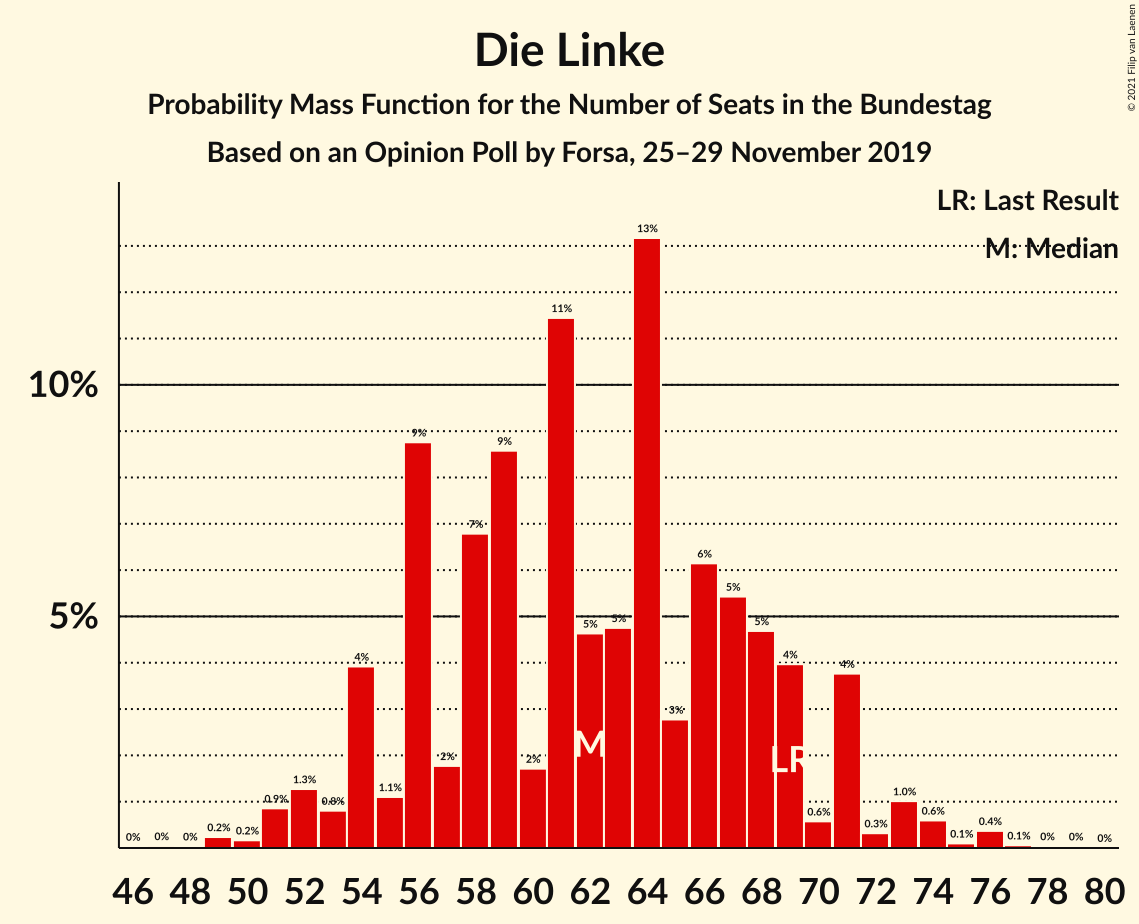 Die Linke
Probability Mass Function for the Number of Seats in the Bundestag
Based on an Opinion Poll by Forsa, 25–29 November 2019
© 2021 Filip van Laenen
LR: Last Result
M: Median
10%
5%
0% 0% 0% 0.2% 0.2% 0.9% 1.3% 0.8% 4% 1.1% 9% 2% 7% 9% 2% 11% 5% 5% 13% 3% 6% 5% 5% 4% 0.6% 4% 0.3% 1.0% 0.6% 0.1% 0.4% 0.1% 0% 0% 0%
M
LR
46 48 50 52 54 56 58 60 62 64 66 68 70 72 74 76 78 80